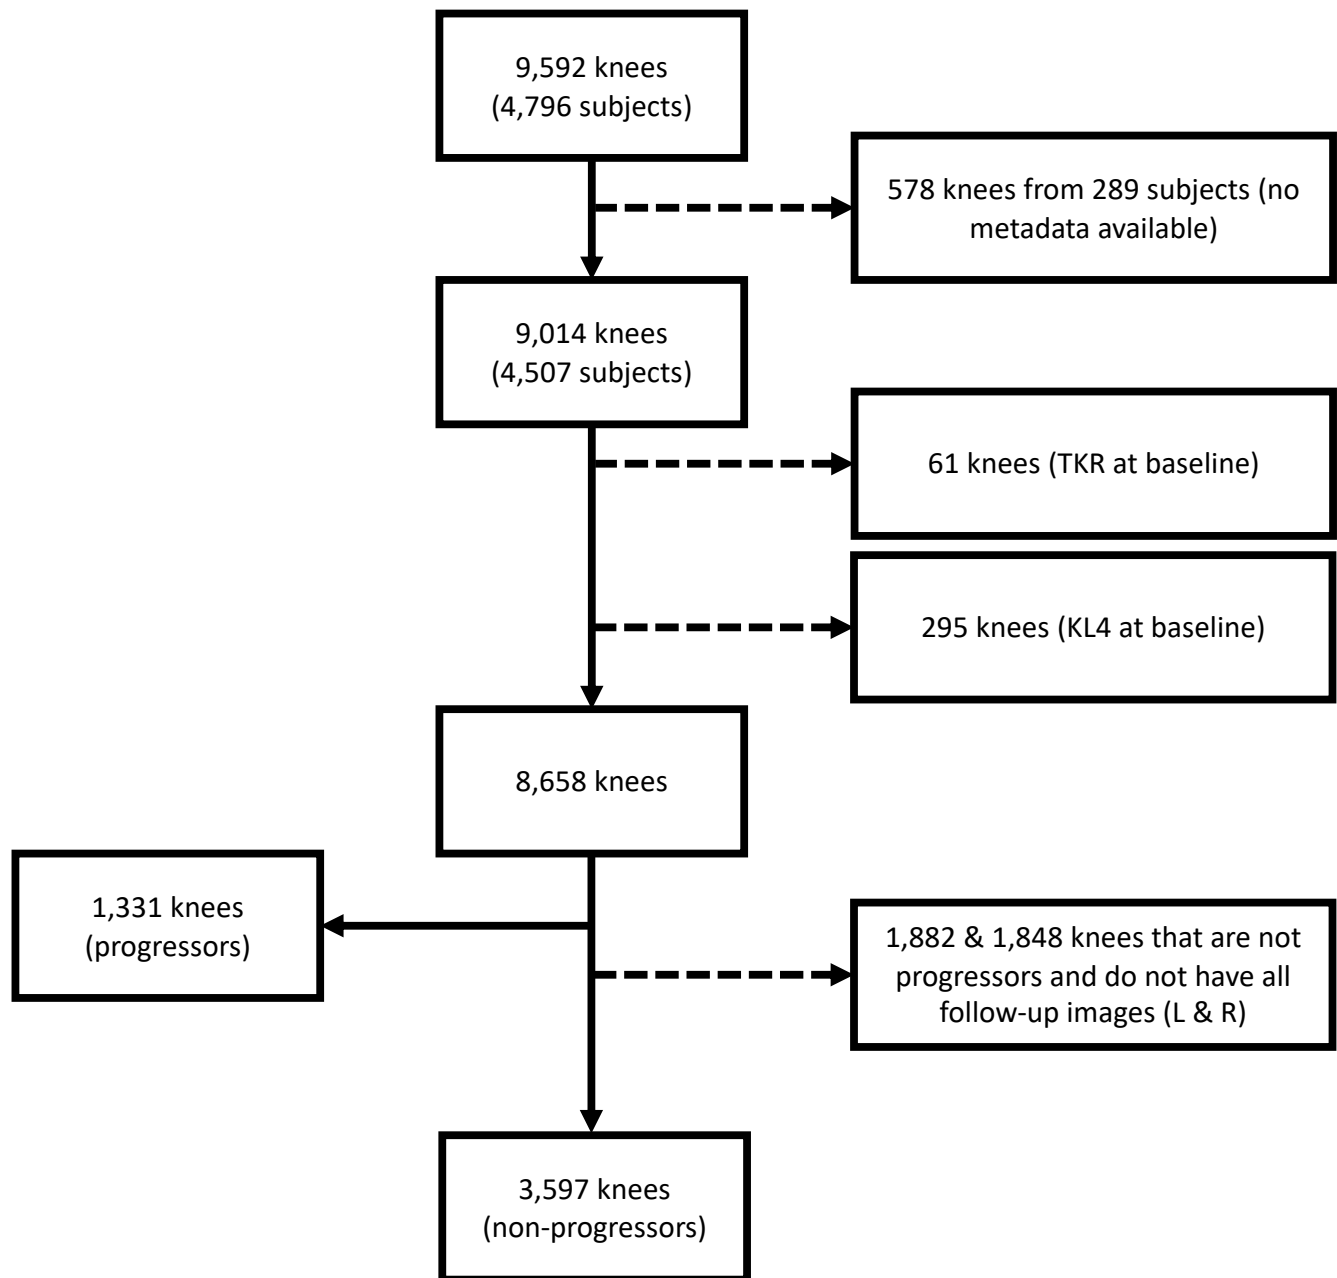 9,592 knees
(4,796 subjects)
578 knees from 289 subjects (no
metadata available)
9,014 knees
(4,507 subjects)
61 knees (TKR at baseline)
295 knees (KL4 at baseline)
8,658 knees
1,331 knees
(progressors)
1,882 & 1,848 knees that are not
progressors and do not have all
follow-up images (L & R)
3,597 knees
(non-progressors)